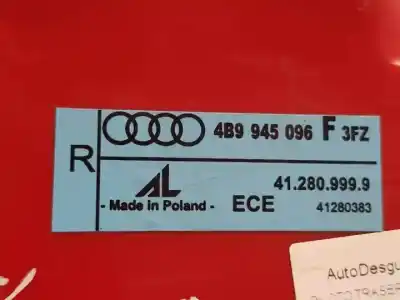 4B9 945 096 F 3FZ
R
41.280.999.9
AL
- Made in Poland - ECE 41280383
AutoDesgu